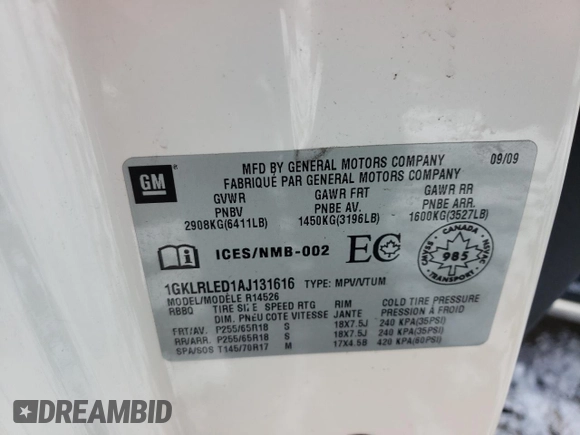 GM
MFD BY GENERAL MOTORS COMPANY 09/09
FABRIQUÉ PAR GENERAL MOTORS COMPANY
GVWR GAWR FRT GAWR RR
PNBV PNBE AV. PNBE ARR.
2908KG(6411LB) 1450KG(3196LB) 1600KG(3527LB)
ICES/NMB-002 EC CANADA
NSVAC 985 CMVSS
TRANSPORT
1GKLRLED1AJ131616 TYPE: MPV/VTUM
MODEL/MODÈLE R14526
RBBQ TIRE SIZE SPEED RTG RIM COLD TIRE PRESSURE
DIM. PNEU COTE VITESSE JANTE PRESSION À FROID
FRT/AV. P255/65R18 S 18X7.5J 240 KPA(35PSI)
RR/ARR. P255/65R18 S 18X7.5J 240 KPA(35PSI)
SPA/SOS T145/70R17 M 17X4.5B 420 KPA(60PSI)
DREAMBID